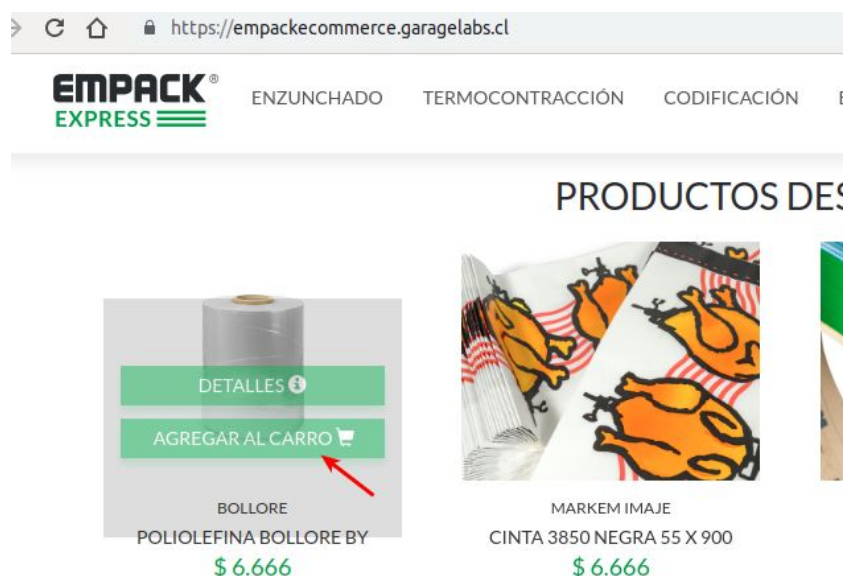 https://empackecommerce.garagelabs.cl
EMPACK®
EXPRESS
ENZUNCHADO TERMOCONTRACCIÓN CODIFICACIÓN E
PRODUCTOS DES
DETALLES
AGREGAR AL CARRO
BOLLORE
POLIOLEFINA BOLLORE BY
$ 6.666
MARKEM IMAJE
CINTA 3850 NEGRA 55 X 900
$ 6.666